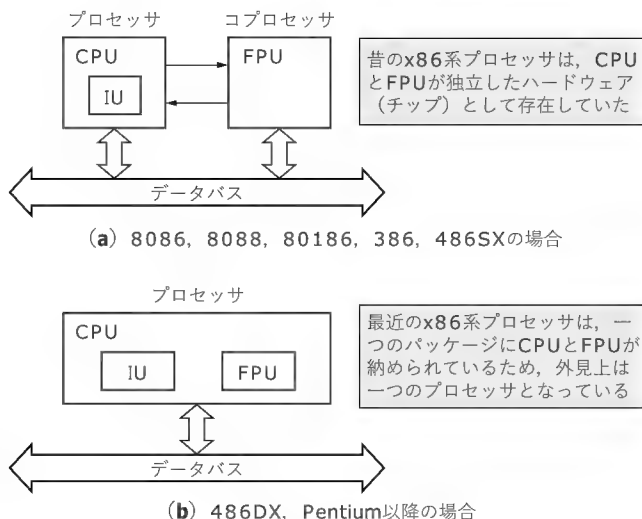 プロセッサ
コプロセッサ
CPU
IU
FPU
昔のx86系プロセッサは，CPU
とFPUが独立したハードウェア
（チップ）として存在していた
データバス
（a）8086，8088，80186，386，486SXの場合
プロセッサ
CPU
IU
FPU
最近のx86系プロセッサは，一
つのパッケージにCPUとFPUが
納められているため，外見上は
一つのプロセッサとなっている
データバス
（b）486DX，Pentium以降の場合